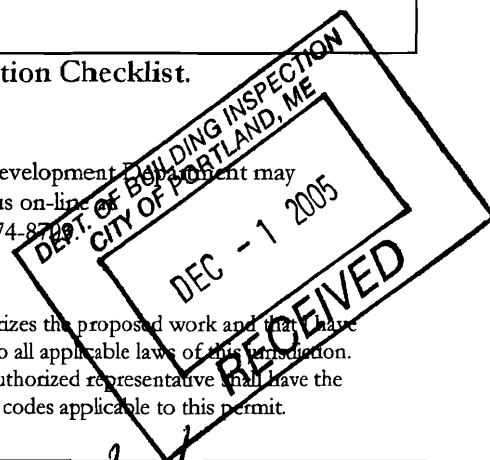 tion Checklist.
evelopment Department may
us on-line at
74-8703.
DEPT. OF BUILDING INSPECTION
CITY OF PORTLAND, ME
DEC - 1 2005
RECEIVED
izes the proposed work and that I have
o all applicable laws of this jurisdiction.
uthorized representative shall have the
codes applicable to this permit.